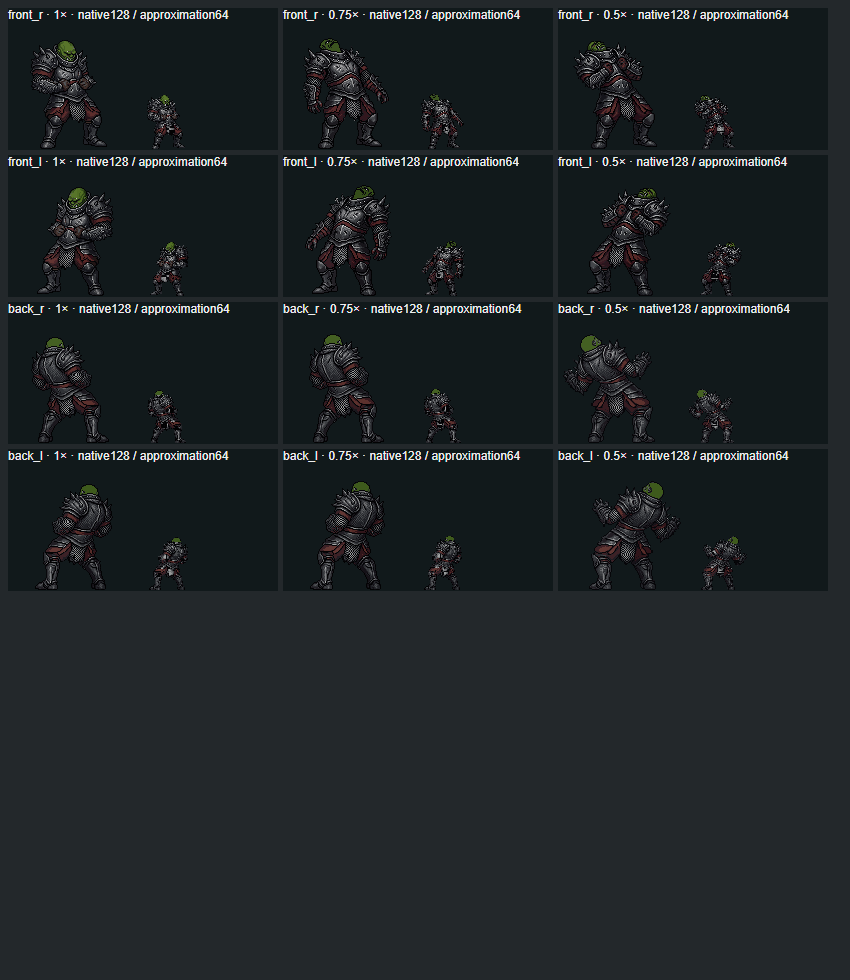 front_r · 1× · native128 / approximation64
front_r · 0.75× · native128 / approximation64
front_r · 0.5× · native128 / approximation64
front_l · 1× · native128 / approximation64
front_l · 0.75× · native128 / approximation64
front_l · 0.5× · native128 / approximation64
back_r · 1× · native128 / approximation64
back_r · 0.75× · native128 / approximation64
back_r · 0.5× · native128 / approximation64
back_l · 1× · native128 / approximation64
back_l · 0.75× · native128 / approximation64
back_l · 0.5× · native128 / approximation64